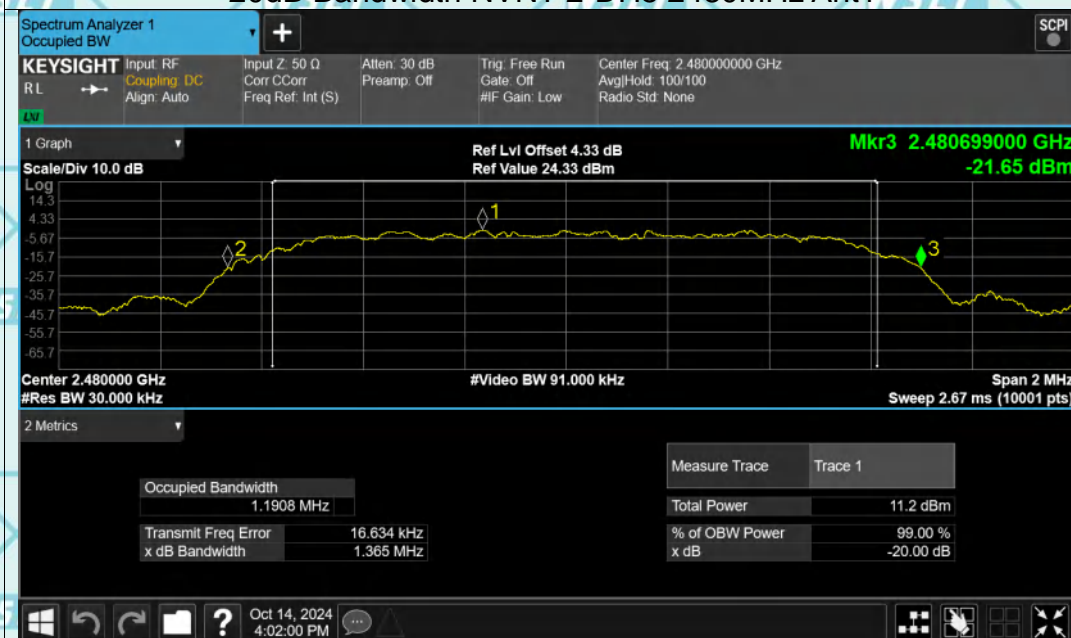 Spectrum Analyzer 1
Occupied BW
+
SCPI
KEYSIGHT
RL
LXI
Input: RF
Coupling: DC
Align: Auto
Input Z: 50 Ω
Corr CCorr
Freq Ref: Int (S)
Atten: 30 dB
Preamp: Off
Trig: Free Run
Gate: Off
#IF Gain: Low
Center Freq: 2.480000000 GHz
Avg|Hold: 100/100
Radio Std: None
1 Graph
Scale/Div 10.0 dB
Ref Lvl Offset 4.33 dB
Ref Value 24.33 dBm
Mkr3 2.480699000 GHz
-21.65 dBm
Log
14.3
4.33
-5.67
-15.7
-25.7
-35.7
-45.7
-55.7
-65.7
1
2
3
Center 2.480000 GHz
#Video BW 91.000 kHz
Span 2 MHz
#Res BW 30.000 kHz
Sweep 2.67 ms (10001 pts)
2 Metrics
Measure Trace Trace 1
Occupied Bandwidth
1.1908 MHz
Total Power 11.2 dBm
Transmit Freq Error 16.634 kHz
% of OBW Power 99.00 %
x dB Bandwidth 1.365 MHz
x dB -20.00 dB
?
Oct 14, 2024
4:02:00 PM